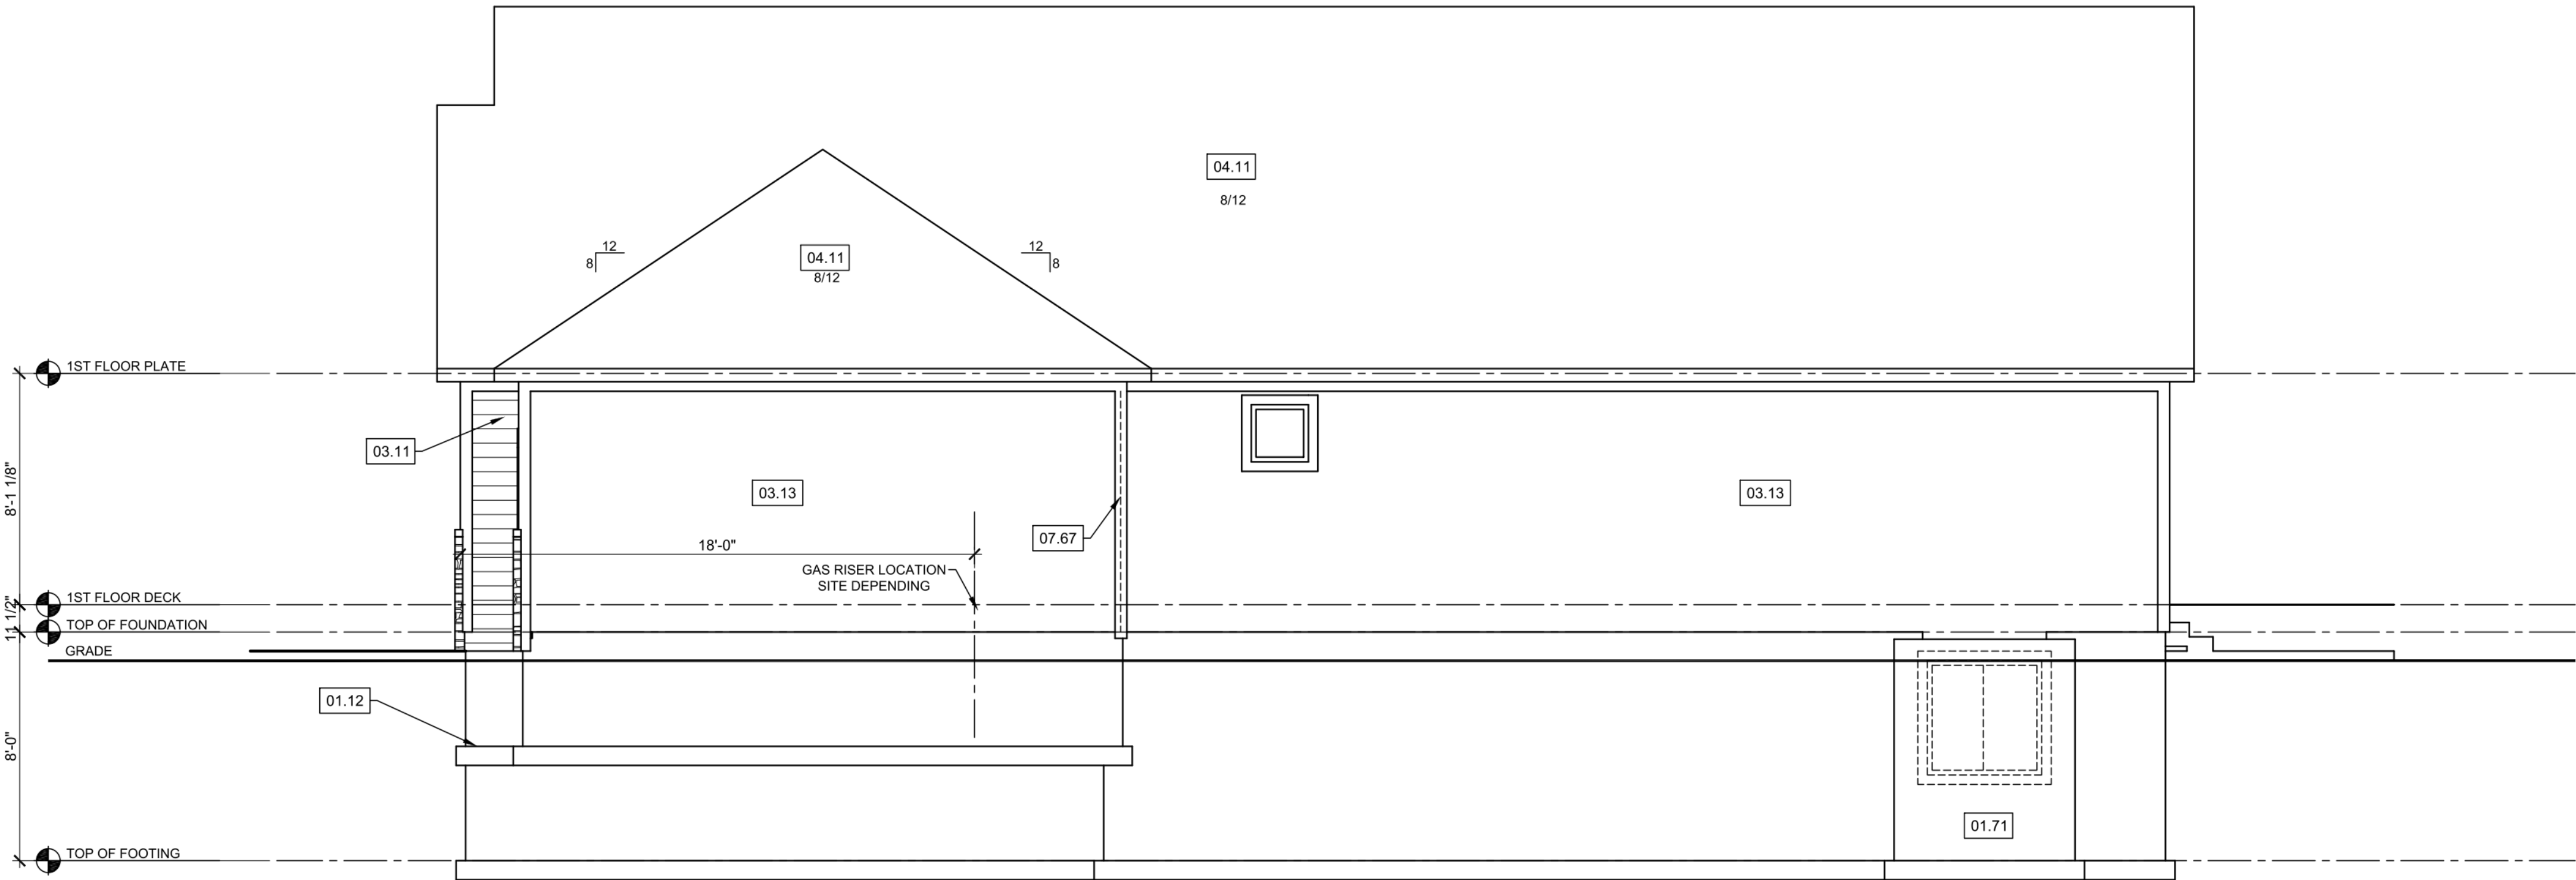 04.11
8/12
12
8
12
8
04.11
8/12
1ST FLOOR PLATE
03.11
03.13
03.13
8'-1 1/8"
07.67
18'-0"
GAS RISER LOCATION
SITE DEPENDING
1ST FLOOR DECK
11 1/2"
TOP OF FOUNDATION
GRADE
01.12
8'-0"
01.71
TOP OF FOOTING